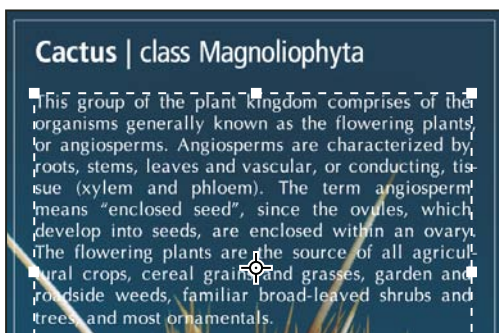 Cactus | class Magnoliophyta
This group of the plant kingdom comprises of the
organisms generally known as the flowering plants,
or angiosperms. Angiosperms are characterized by
roots, stems, leaves and vascular, or conducting, tis-
sue (xylem and phloem). The term angiosperm
means “enclosed seed”, since the ovules, which
develop into seeds, are enclosed within an ovary.
The flowering plants are the source of all agricul-
tural crops, cereal grains and grasses, garden and
roadside weeds, familiar broad-leaved shrubs and
trees, and most ornamentals.